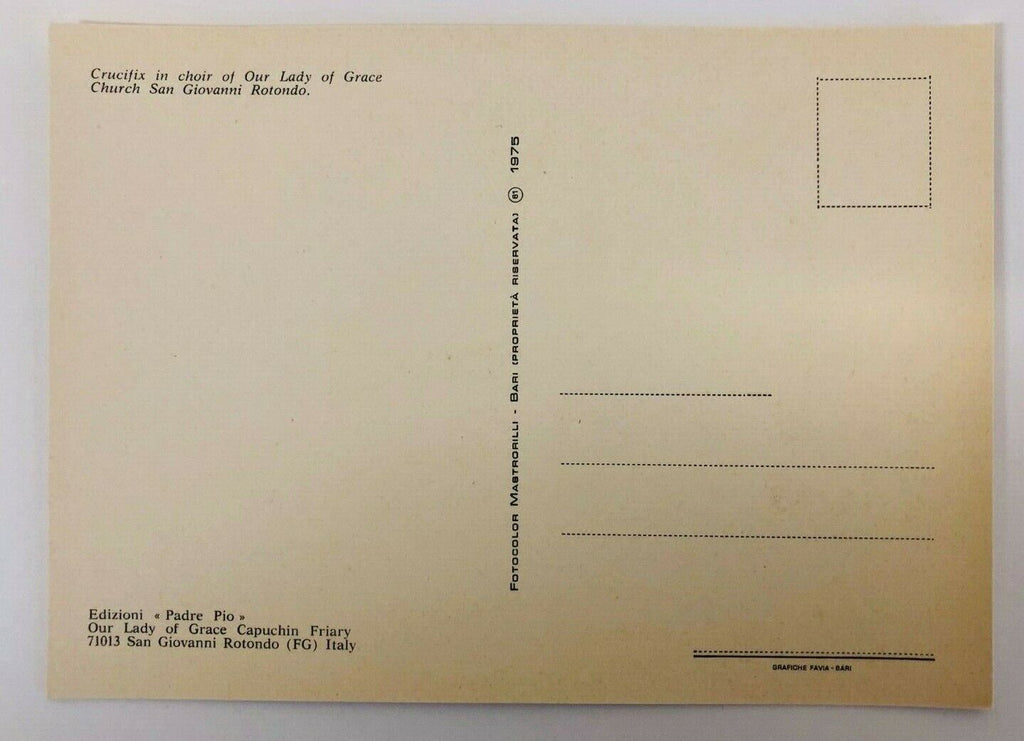 Crucifix in choir of Our Lady of Grace
Church San Giovanni Rotondo.
FOTOCOLOR MASTRORILLI - BARI (PROPRIETÀ RISERVATA) 61 1975
Edizioni « Padre Pio »
Our Lady of Grace Capuchin Friary
71013 San Giovanni Rotondo (FG) Italy
GRAFICHE FAVIA - BARI